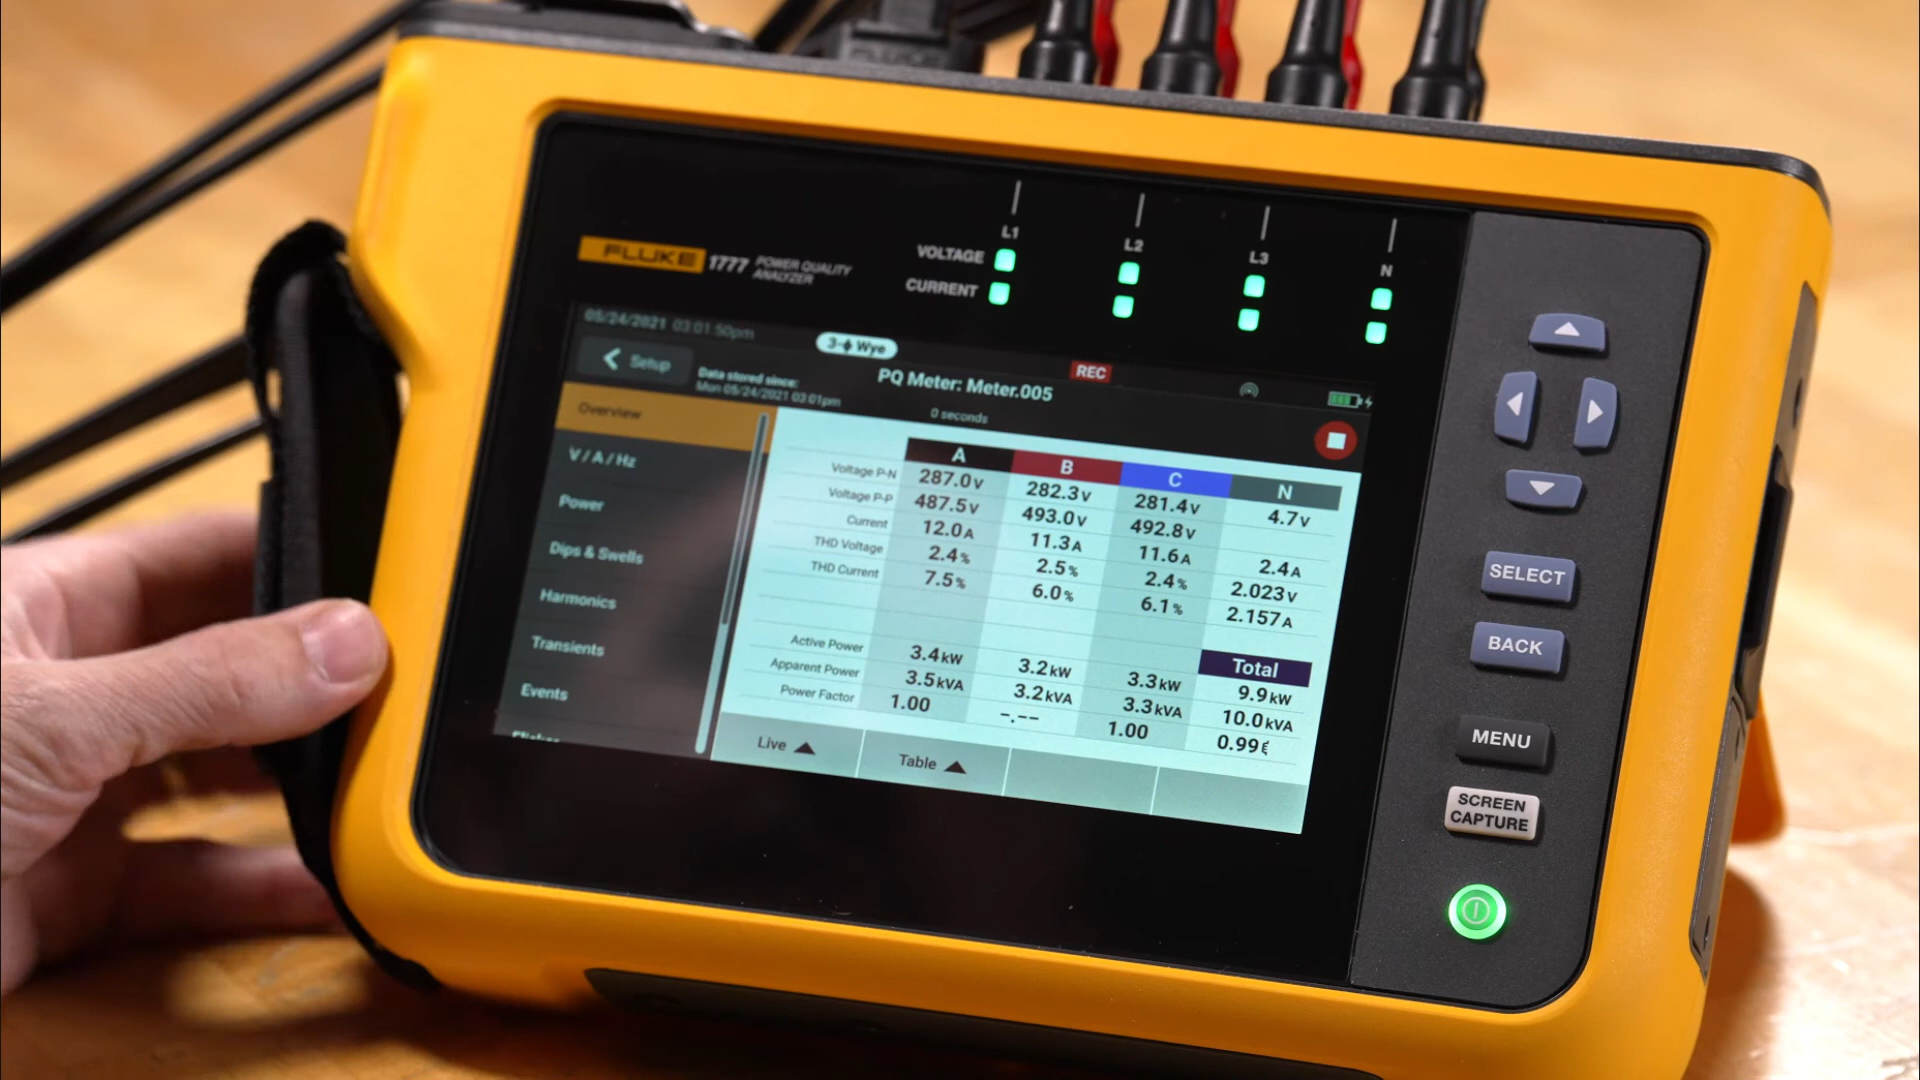 FLUKE 1777 POWER QUALITY
ANALYZER
L1 L2 L3 N
VOLTAGE
CURRENT
05/24/2021 03:01:50pm
3-ɸ Wye
Setup
Data stored since:
Mon 05/24/2021 03:01pm
PQ Meter: Meter.005
REC
0 seconds
Overview
V / A / Hz
Power
Dips & Swells
Harmonics
Transients
Events
Flicker
A B C N
Voltage P-N 287.0V 282.3V 281.4V 4.7V
Voltage P-P 487.5V 493.0V 492.8V
Current 12.0A 11.3A 11.6A 2.4A
THD Voltage 2.4% 2.5% 2.4% 2.023V
THD Current 7.5% 6.0% 6.1% 2.157A
Total
Active Power 3.4kW 3.2kW 3.3kW 9.9kW
Apparent Power 3.5kVA 3.2kVA 3.3kVA 10.0kVA
Power Factor 1.00 -.-- 1.00 0.99
Live
Table
SELECT
BACK
MENU
SCREEN
CAPTURE